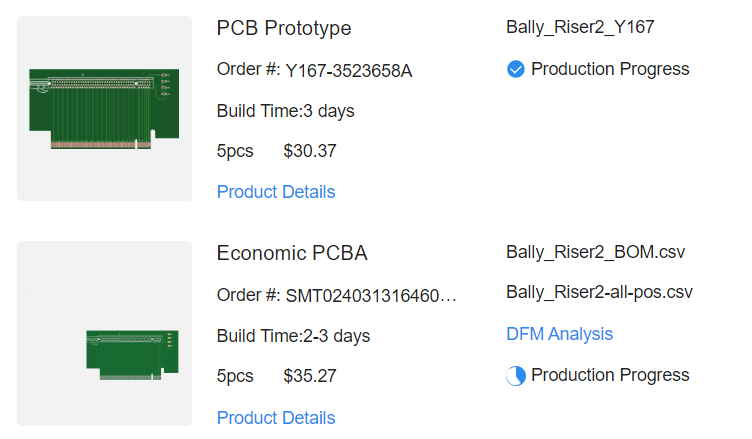 PCB Prototype
Bally_Riser2_Y167
Order #: Y167-3523658A
Production Progress
Build Time:3 days
5pcs $30.37
Product Details
Economic PCBA
Bally_Riser2_BOM.csv
Order #: SMT024031316460…
Bally_Riser2-all-pos.csv
Build Time:2-3 days
DFM Analysis
5pcs $35.27
Production Progress
Product Details